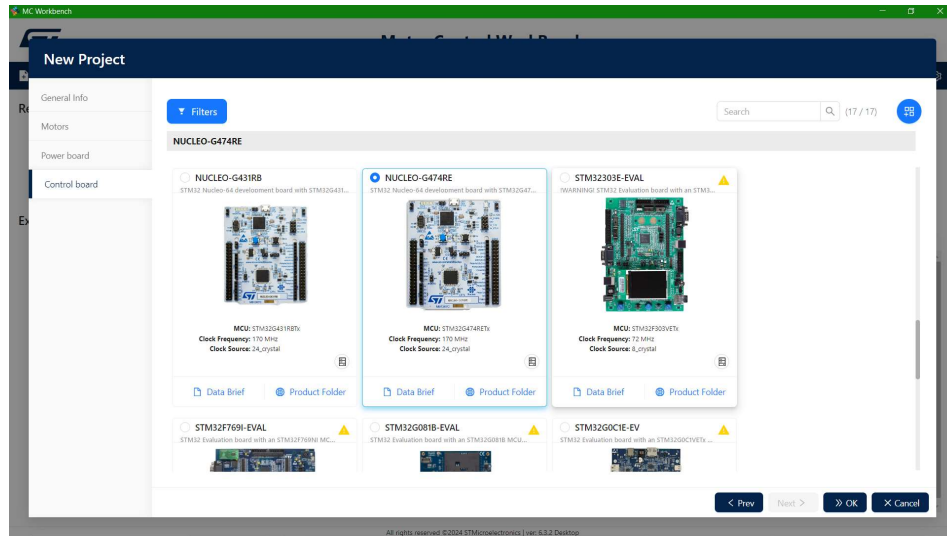 MC Workbench
New Project
General Info
Motors
Power board
Control board
Filters
Search
(17 / 17)
NUCLEO-G474RE
NUCLEO-G431RB
STM32 Nucleo-64 development board with STM32G431...
MCU: STM32G431RBTx
Clock Frequency: 170 MHz
Clock Source: 24_crystal
Data Brief
Product Folder
NUCLEO-G474RE
STM32 Nucleo-64 development board with STM32G47...
MCU: STM32G474RETx
Clock Frequency: 170 MHz
Clock Source: 24_crystal
Data Brief
Product Folder
STM32303E-EVAL
!WARNING! STM32 Evaluation board with an STM3...
MCU: STM32F303VETx
Clock Frequency: 72 MHz
Clock Source: 8_crystal
Data Brief
Product Folder
STM32F769I-EVAL
STM32 Evaluation board with an STM32F769NI MC...
STM32G081B-EVAL
STM32 Evaluation board with an STM32G081B MCU...
STM32G0C1E-EV
STM32 Evaluation board with an STM32G0C1VETx ...
< Prev
Next >
OK
Cancel
All rights reserved ©2024 STMicroelectronics | ver: 6.3.2 Desktop